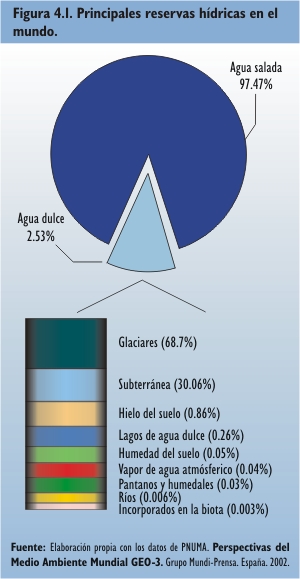 Figura 4.1. Principales reservas hídricas en el
mundo.
Agua salada
97.47%
Agua dulce
2.53%
Glaciares (68.7%)
Subterránea (30.06%)
Hielo del suelo (0.86%)
Lagos de agua dulce (0.26%)
Humedad del suelo (0.05%)
Vapor de agua atmósferico (0.04%)
Pantanos y humedales (0.03%)
Ríos (0.006%)
Incorporados en la biota (0.003%)
Fuente: Elaboración propia con los datos de PNUMA. Perspectivas del
Medio Ambiente Mundial GEO-3. Grupo Mundi-Prensa. España. 2002.